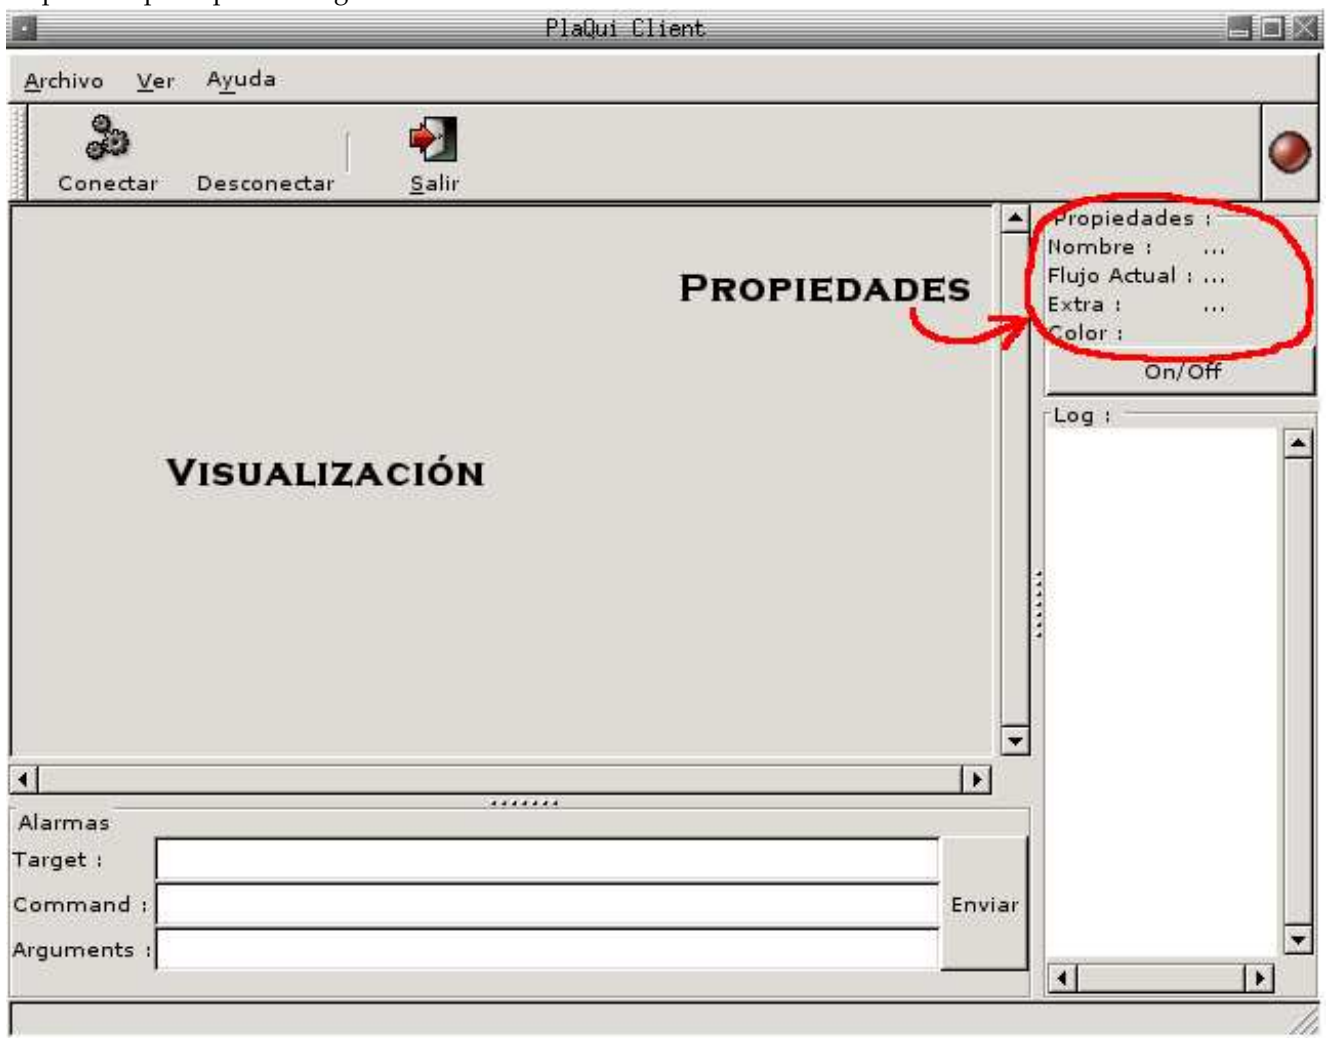 PlaQui Client
Archivo Ver Ayuda
Conectar Desconectar Salir
Propiedades :
Nombre : ...
Flujo Actual : ...
Extra : ...
Color :
On/Off
PROPIEDADES
VISUALIZACIÓN
Log :
Alarmas
Target :
Command :
Arguments :
Enviar